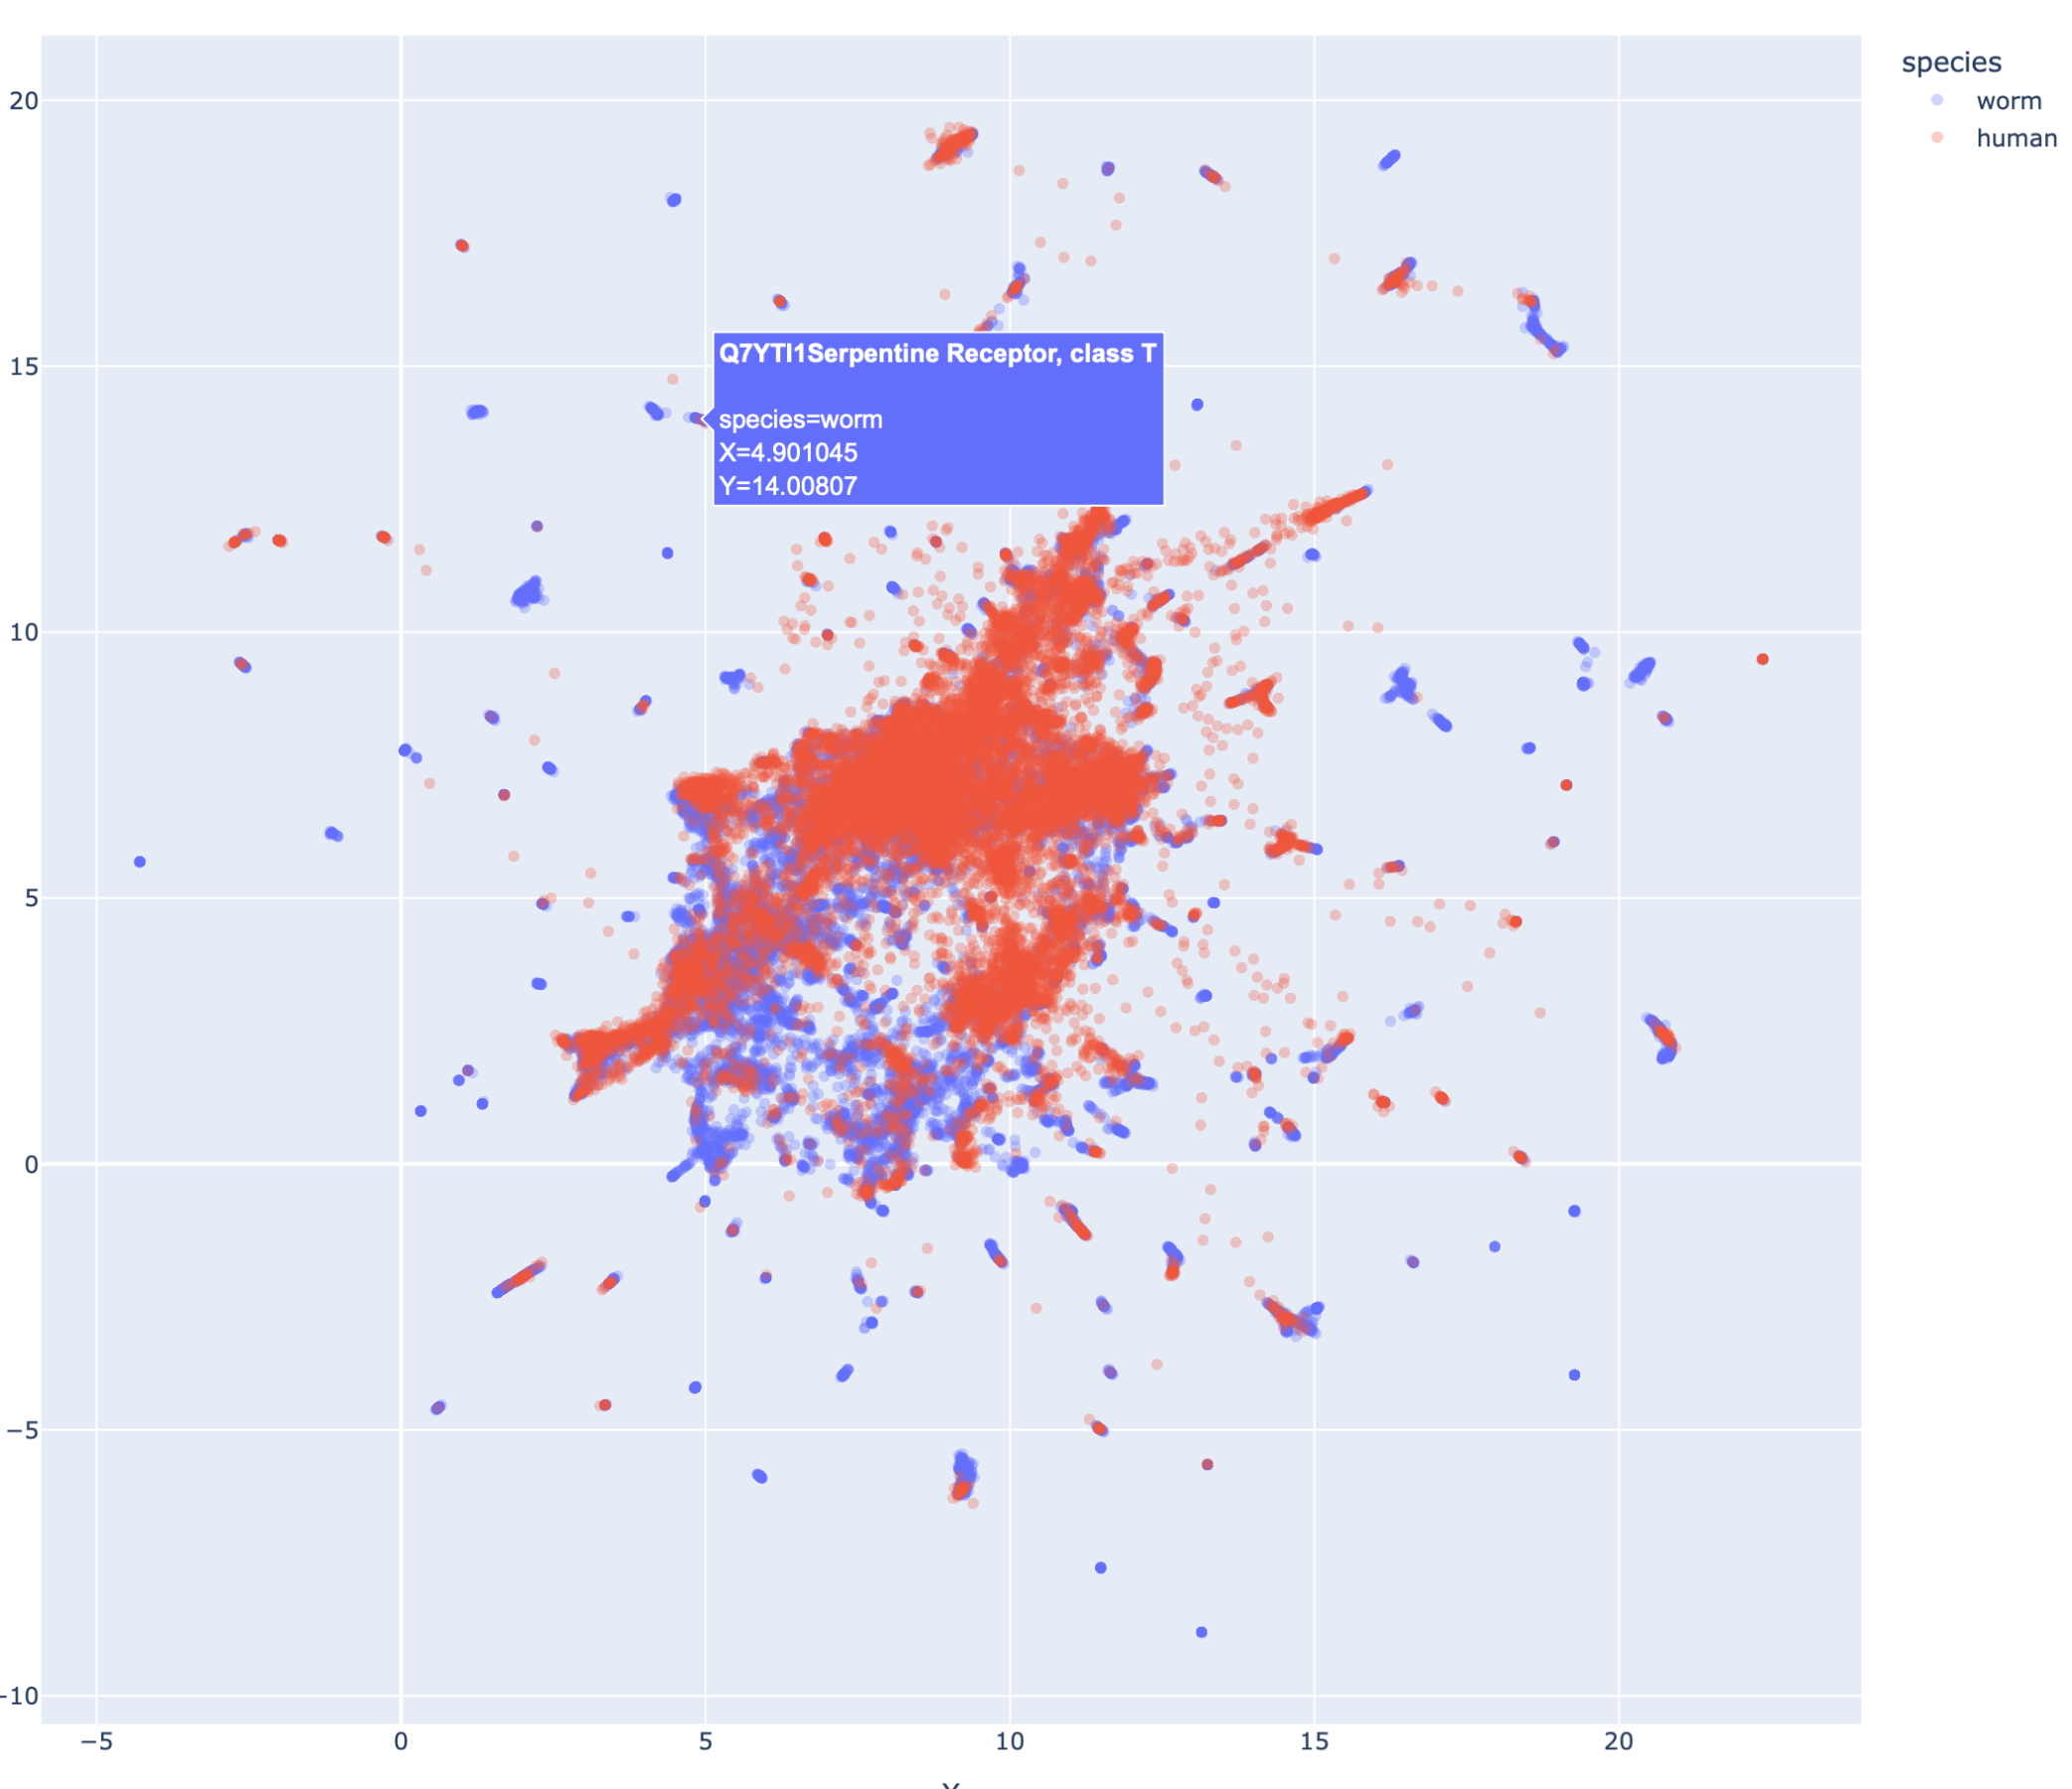 species
worm
human
20
15
10
5
0
−5
−10
Q7YTI1Serpentine Receptor, class T
species=worm
X=4.901045
Y=14.00807
−5
0
5
10
15
20